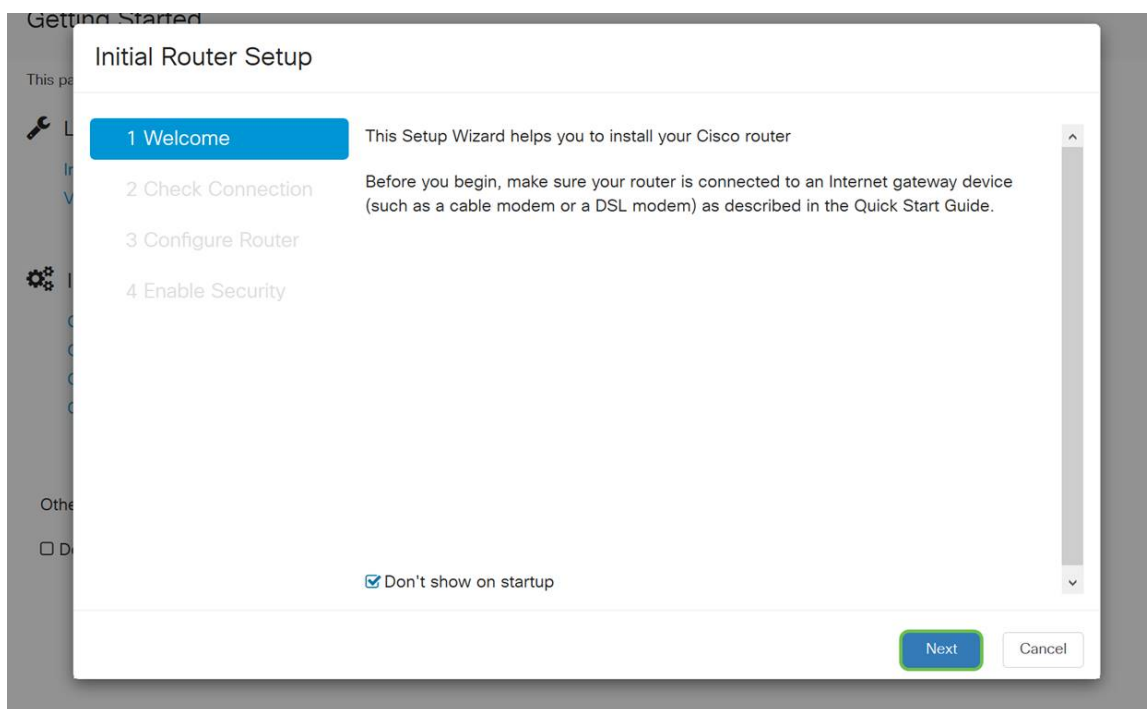 Getting Started
Initial Router Setup
This
1 Welcome
This Setup Wizard helps you to install your Cisco router
2 Check Connection
Before you begin, make sure your router is connected to an Internet gateway device
(such as a cable modem or a DSL modem) as described in the Quick Start Guide.
3 Configure Router
4 Enable Security
Don't show on startup
Next
Cancel